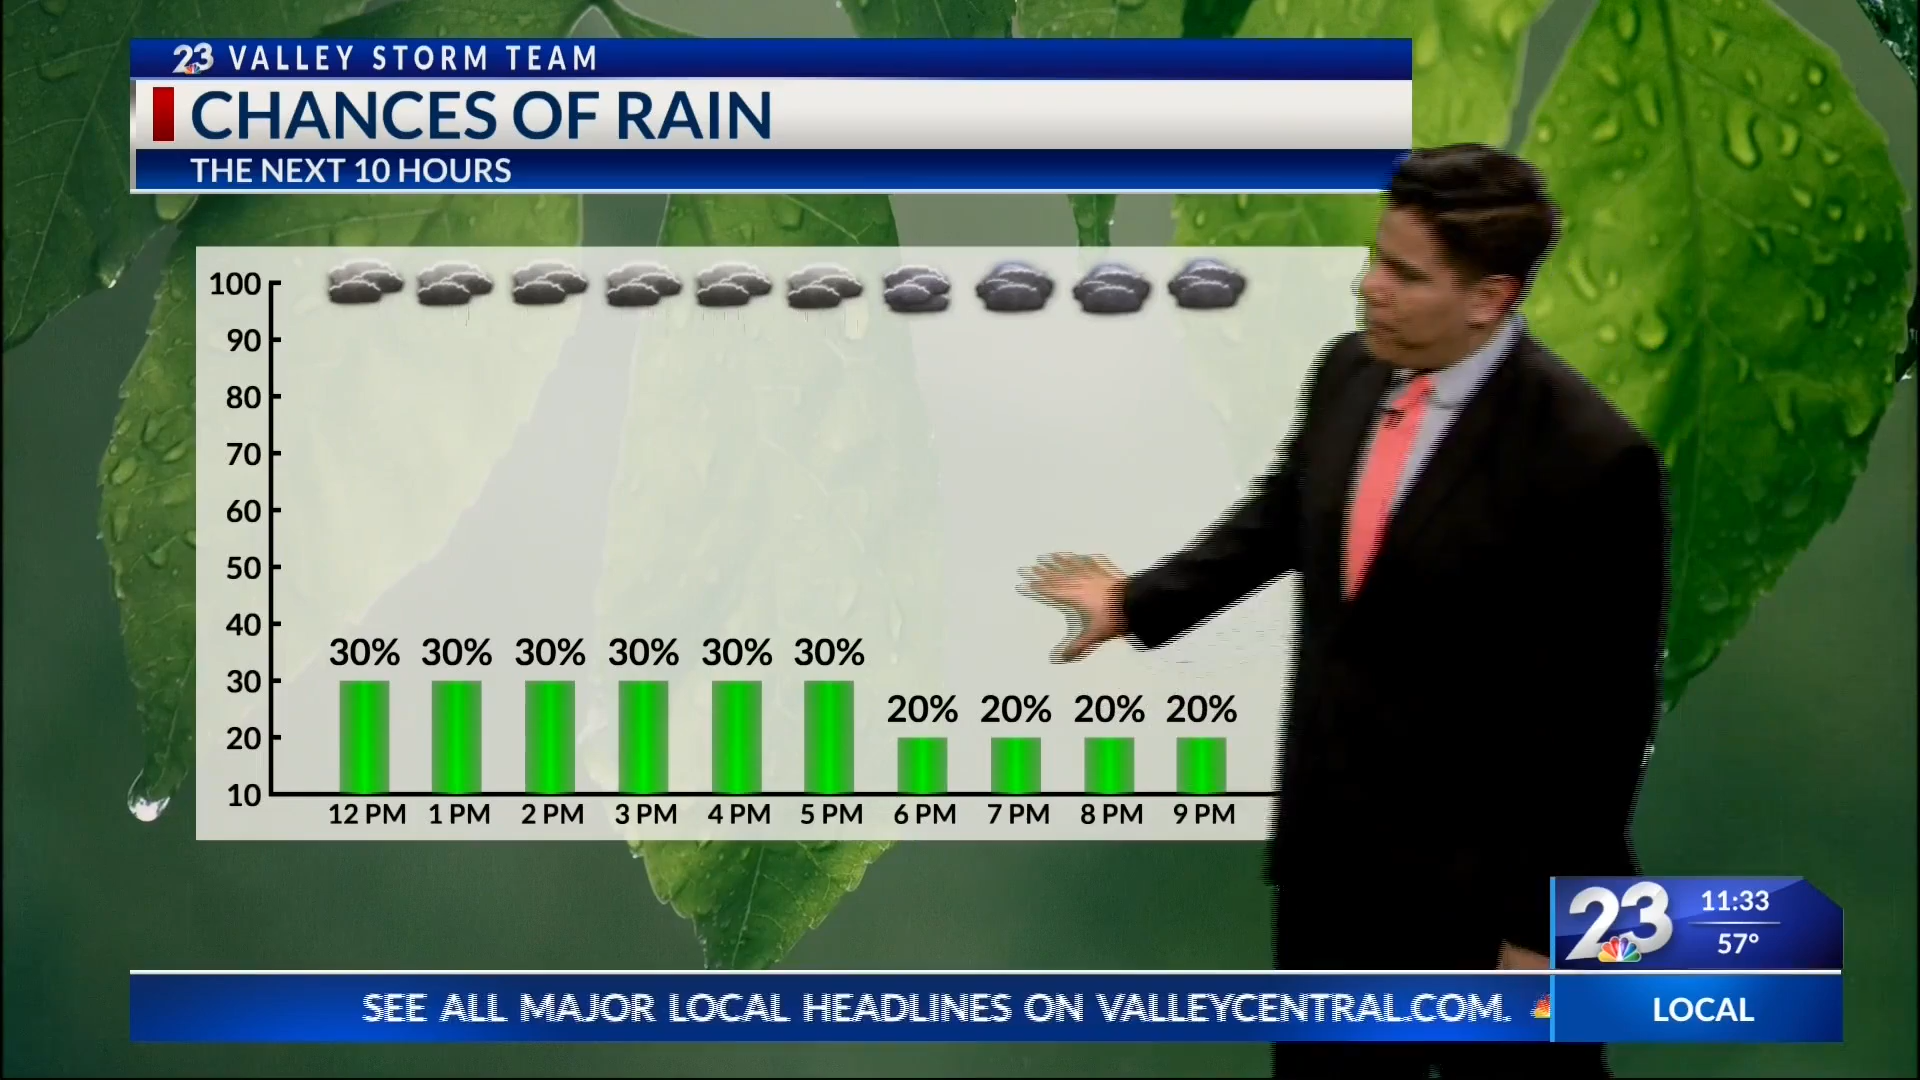 23 VALLEY STORM TEAM
CHANCES OF RAIN
THE NEXT 10 HOURS
100
90
80
70
60
50
40
30
20
10
30% 30% 30% 30% 30% 30% 20% 20% 20% 20%
12 PM 1 PM 2 PM 3 PM 4 PM 5 PM 6 PM 7 PM 8 PM 9 PM
23 11:33
57°
SEE ALL MAJOR LOCAL HEADLINES ON VALLEYCENTRAL.COM.
LOCAL